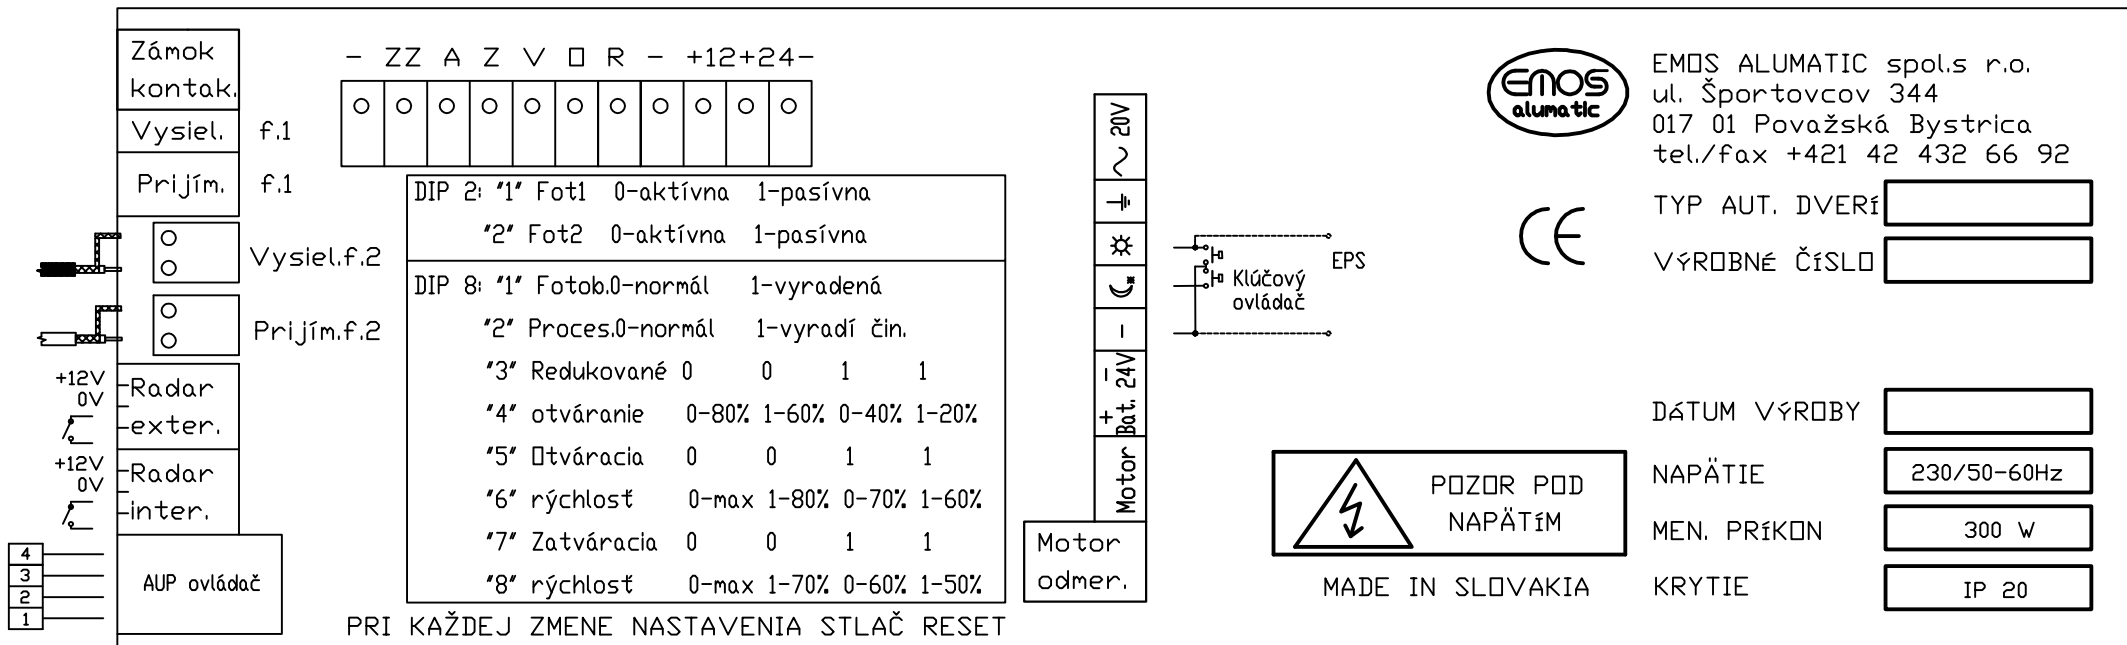 Zámok
kontak.
Vysiel. f.1
Prijím. f.1
Vysiel.f.2
Prijím.f.2
+12V
0V
Radar
exter.
+12V
0V
Radar
inter.
4
3
2
1
AUP ovládač
- ZZ A Z V O R - +12+24-
DIP 2: "1" Fot1 0-aktívna 1-pasívna
"2" Fot2 0-aktívna 1-pasívna
DIP 8: "1" Fotob.0-normál 1-vyradená
"2" Proces.0-normál 1-vyradí čin.
"3" Redukované 0 0 1 1
"4" otváranie 0-80% 1-60% 0-40% 1-20%
"5" Otváracia 0 0 1 1
"6" rýchlosť 0-max 1-80% 0-70% 1-60%
"7" Zatváracia 0 0 1 1
"8" rýchlosť 0-max 1-70% 0-60% 1-50%
PRI KAŽDEJ ZMENE NASTAVENIA STLAČ RESET
~ 20V
-
- +
Bat. 24V
Motor
Motor
odmer.
EPS
Klúčový
ovládač
EMOS
alumatic
EMOS ALUMATIC spol.s r.o.
ul. Športovcov 344
017 01 Považská Bystrica
tel./fax +421 42 432 66 92
CE
TYP AUT. DVERÍ
VÝROBNÉ ČÍSLO
DÁTUM VÝROBY
NAPÄTIE 230/50-60Hz
MEN. PRÍKON 300 W
KRYTIE IP 20
POZOR POD
NAPÄTÍM
MADE IN SLOVAKIA